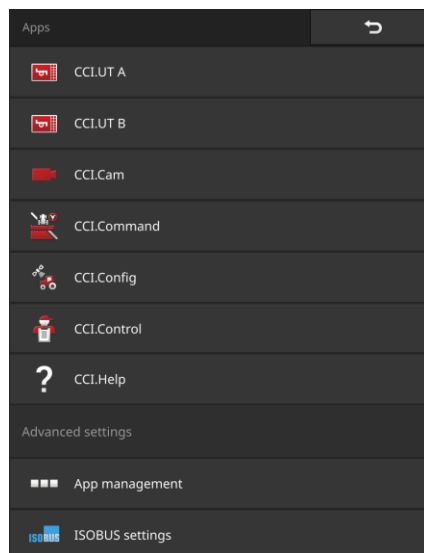 Apps
CCI.UT A
CCI.UT B
CCI.Cam
CCI.Command
CCI.Config
CCI.Control
? CCI.Help
Advanced settings
App management
ISOBUS ISOBUS settings